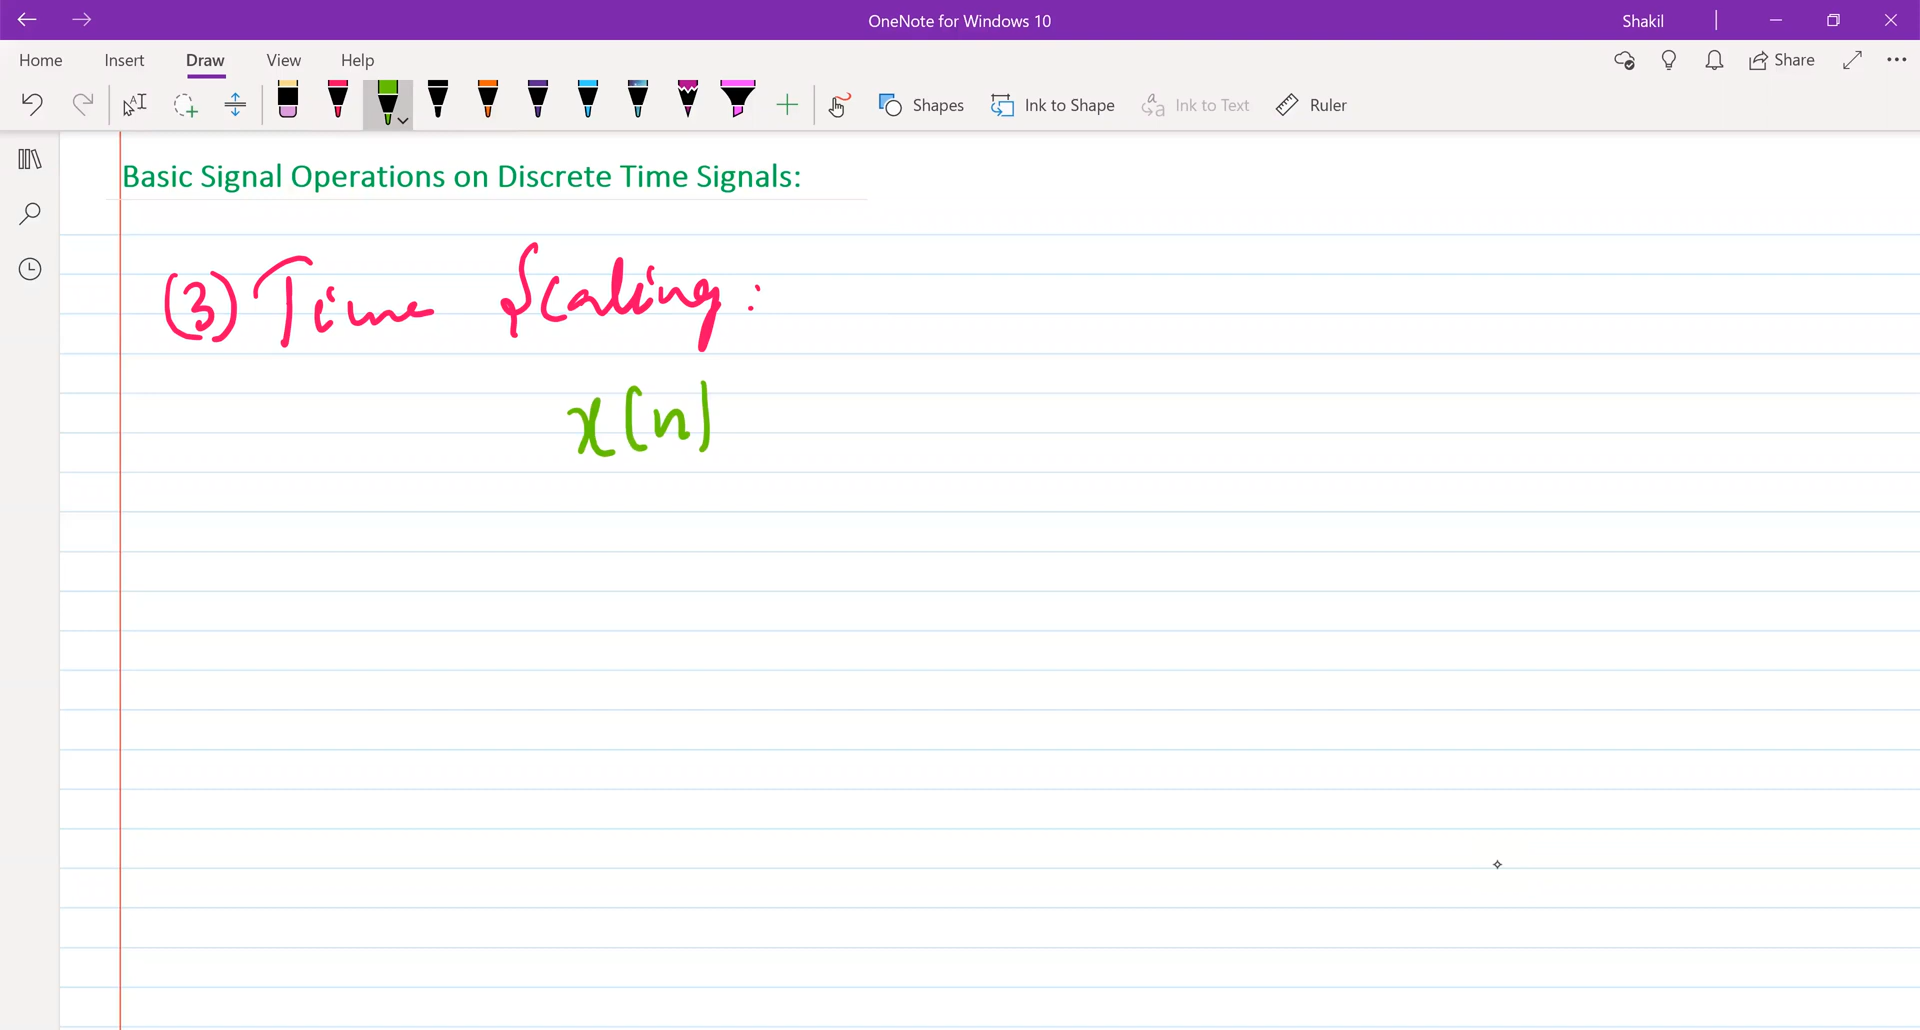 OneNote for Windows 10
Shakil
Home Insert Draw View Help
Share
Shapes Ink to Shape Ink to Text Ruler
Basic Signal Operations on Discrete Time Signals:
(3) Time Scaling:
x[n]